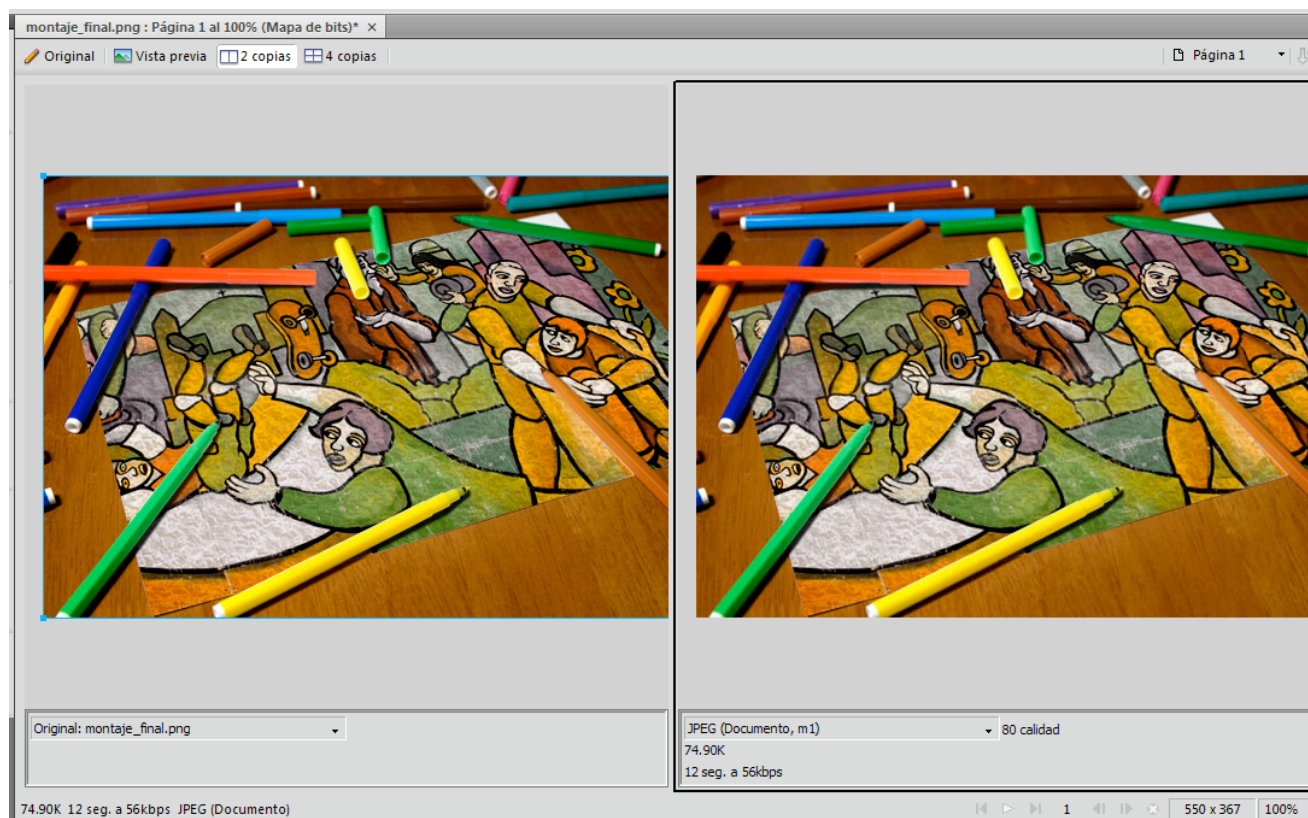 montaje_final.png : Página 1 al 100% (Mapa de bits)* ×
Original Vista previa 2 copias 4 copias Página 1
Original: montaje_final.png
JPEG (Documento, m1) 80 calidad
74.90K
12 seg. a 56kbps
74.90K 12 seg. a 56kbps JPEG (Documento) 1 550 x 367 100%